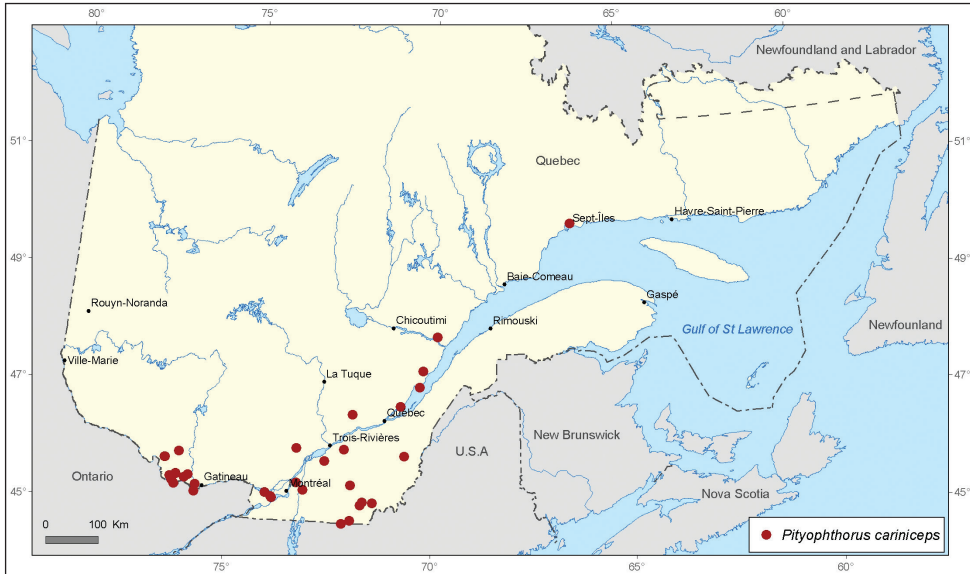 80° 75° 70° 65° 60°
Newfoundland and Labrador
51° 51°
Quebec
Sept-Îles
Havre-Saint-Pierre
49° 49°
Baie-Comeau
Rouyn-Noranda
Gaspé
Chicoutimi
Rimouski
Gulf of St Lawrence
Newfounland
Ville-Marie
47° 47°
La Tuque
Québec
New Brunswick
Trois-Rivières
U.S.A
Ontario
Gatineau
Montréal
Nova Scotia
45° 45°
0 100 Km
Pityophthorus cariniceps
75° 70° 65° 60°